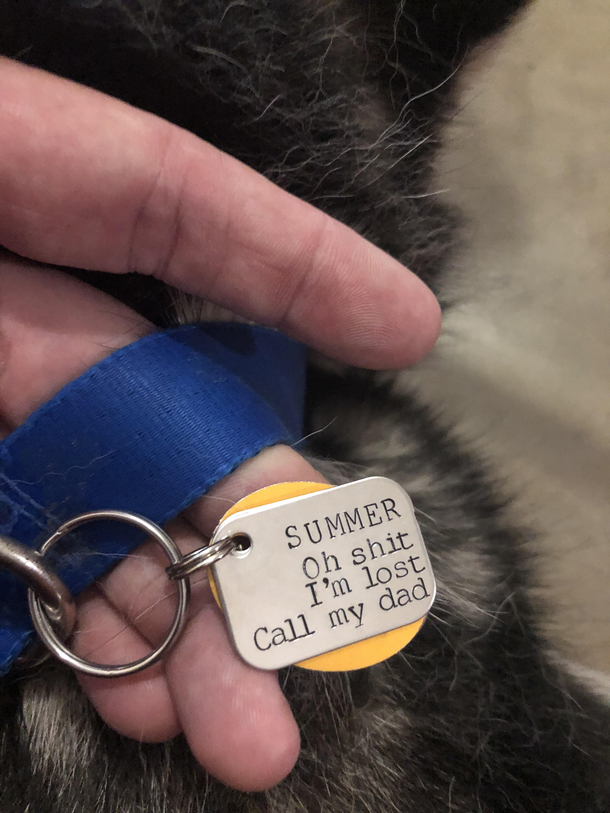 SUMMER
Oh shit
I'm lost
Call my dad